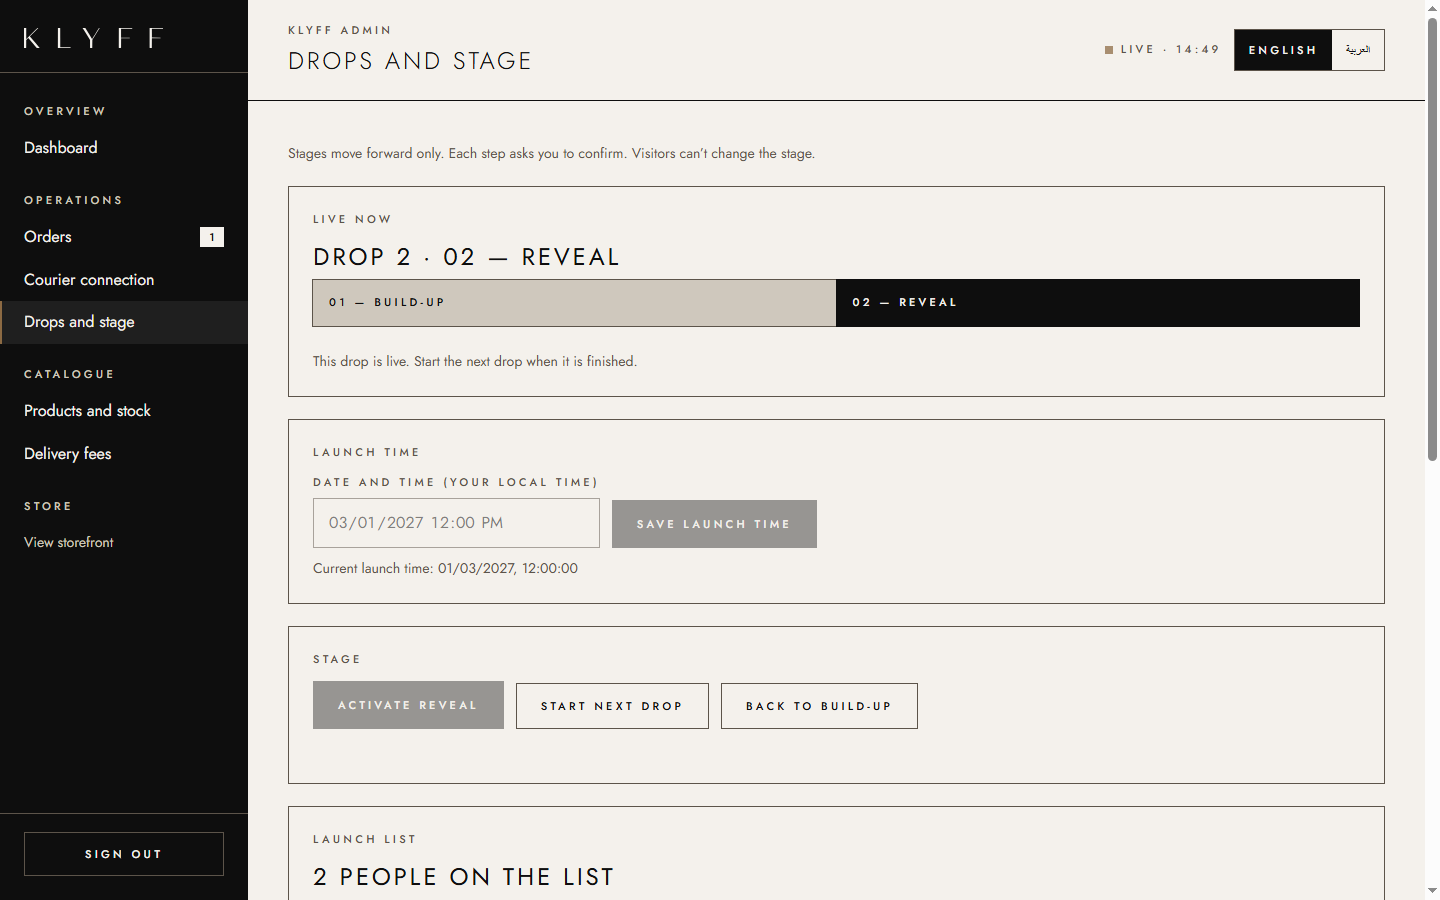 KLYFF
OVERVIEW
Dashboard
OPERATIONS
Orders 1
Courier connection
Drops and stage
CATALOGUE
Products and stock
Delivery fees
STORE
View storefront
SIGN OUT
KLYFF ADMIN
DROPS AND STAGE
LIVE · 14:49
ENGLISH
العربية
Stages move forward only. Each step asks you to confirm. Visitors can’t change the stage.
LIVE NOW
DROP 2 · 02 — REVEAL
01 — BUILD-UP
02 — REVEAL
This drop is live. Start the next drop when it is finished.
LAUNCH TIME
DATE AND TIME (YOUR LOCAL TIME)
03/01/2027 12:00 PM
SAVE LAUNCH TIME
Current launch time: 01/03/2027, 12:00:00
STAGE
ACTIVATE REVEAL
START NEXT DROP
BACK TO BUILD-UP
LAUNCH LIST
2 PEOPLE ON THE LIST